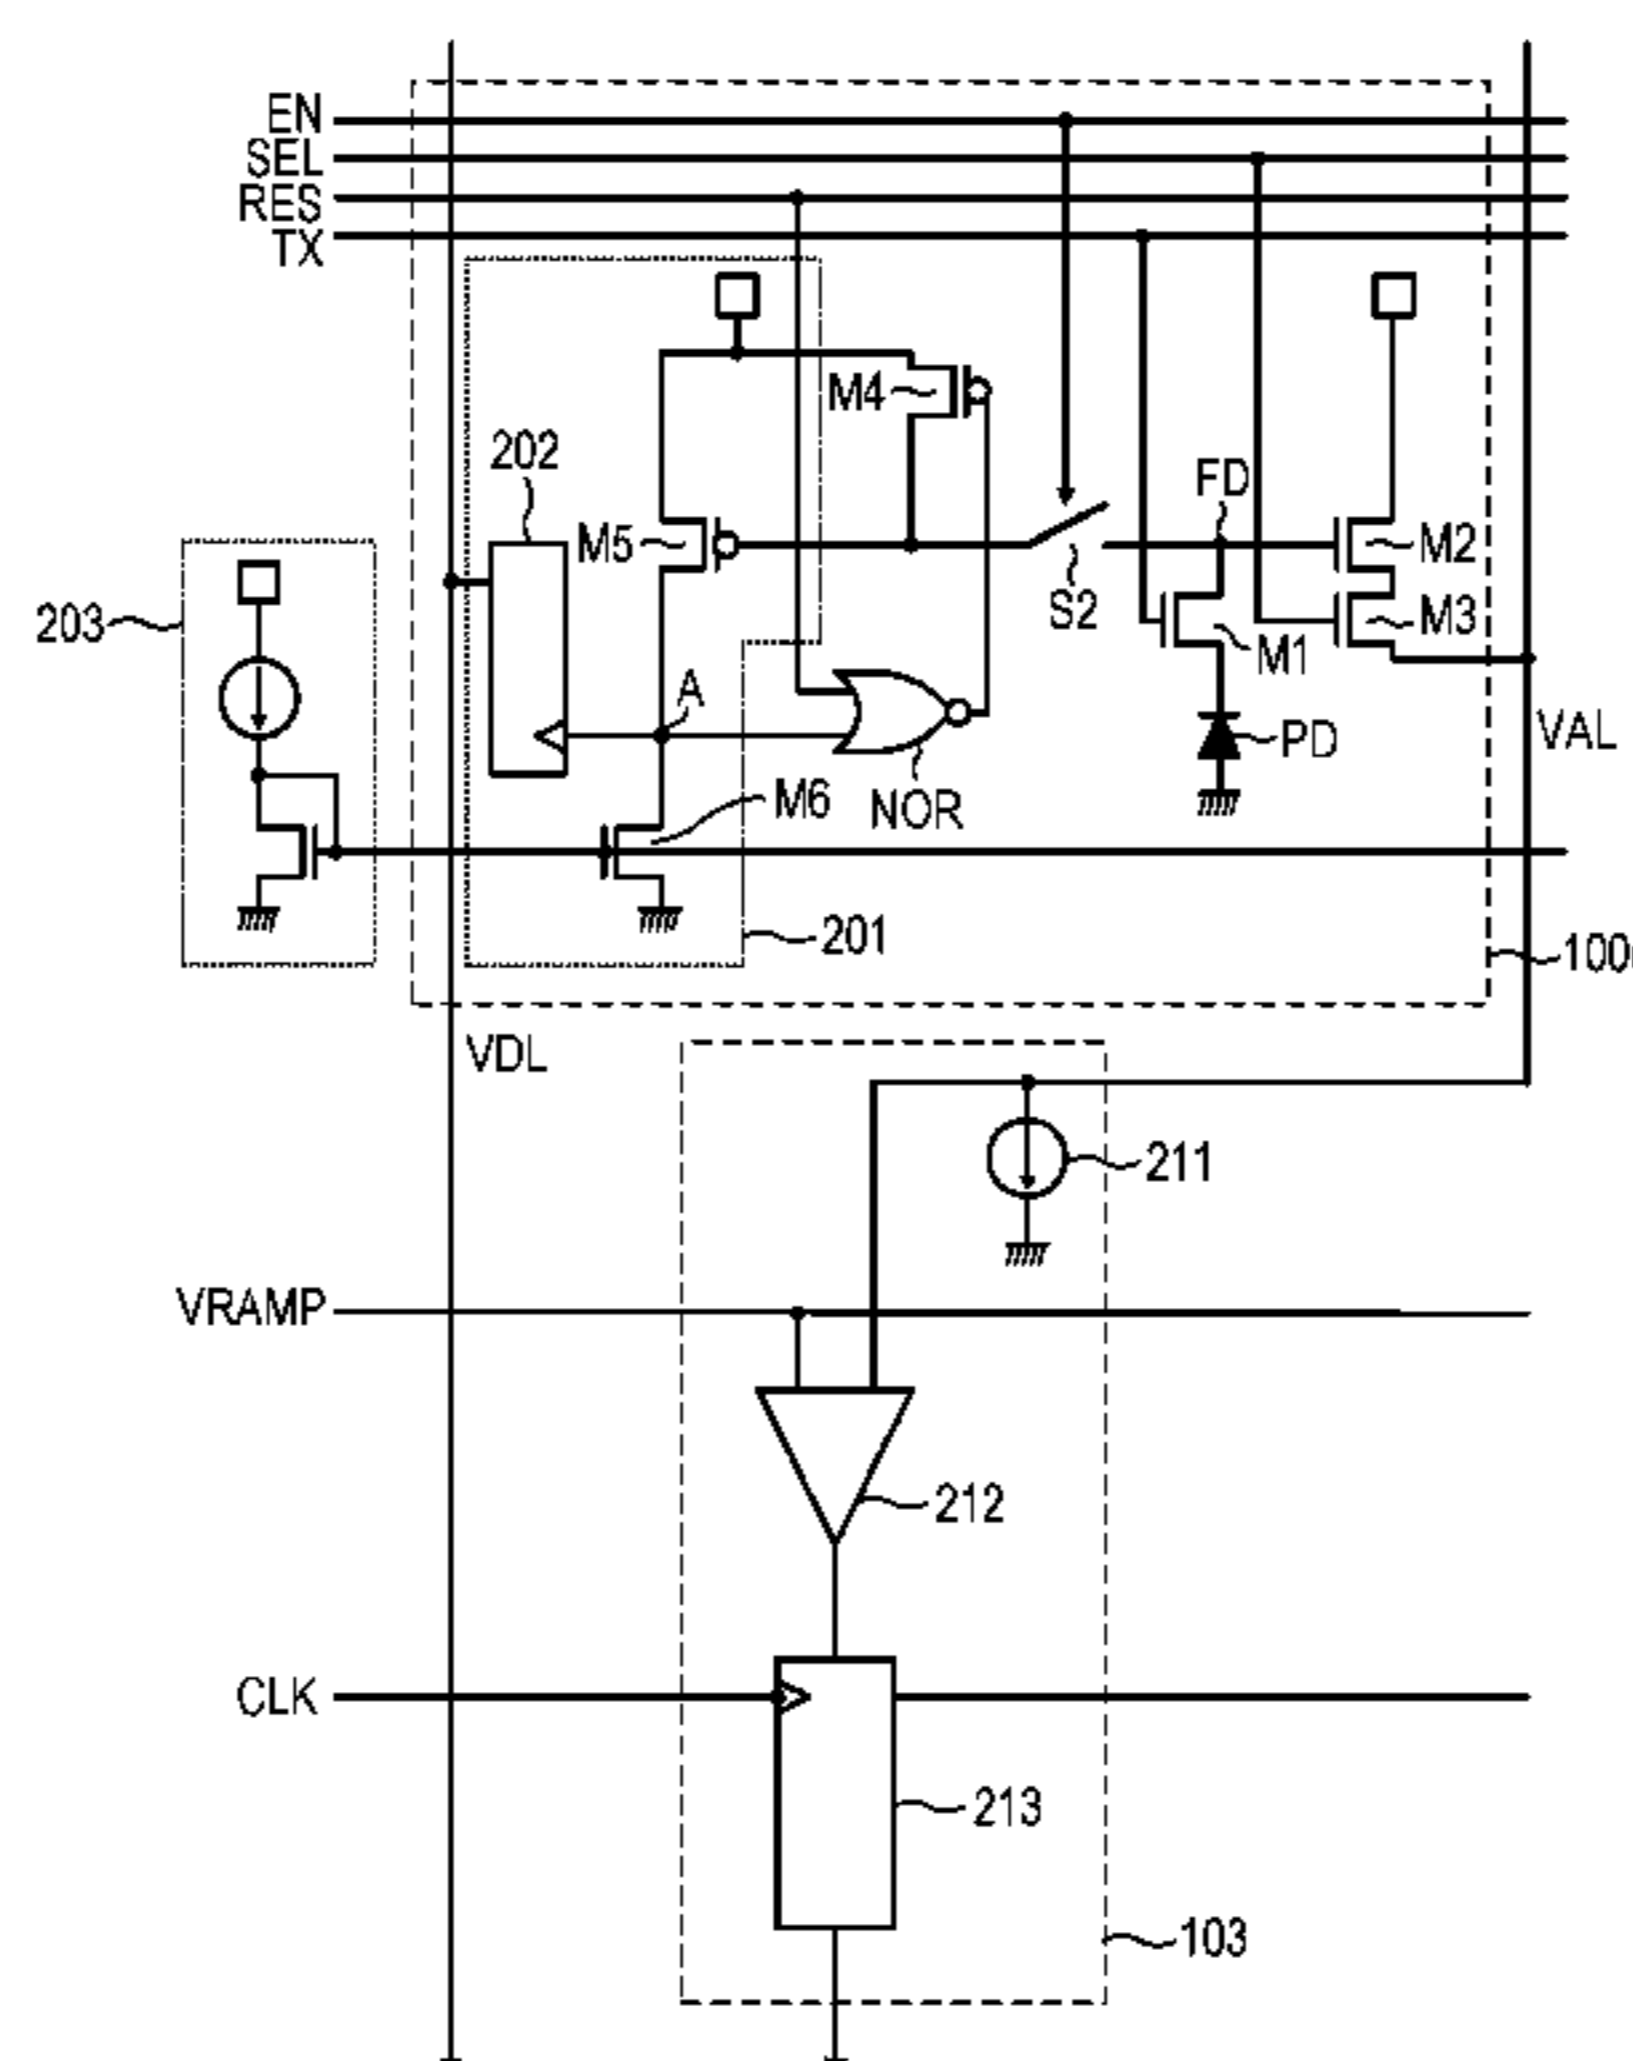 EN
SEL
RES
TX
M4
202
FD
M5
M2
S2
M3
203
M1
A
VAL
PD
M6
NOR
201
100
VDL
211
VRAMP
212
CLK
213
103